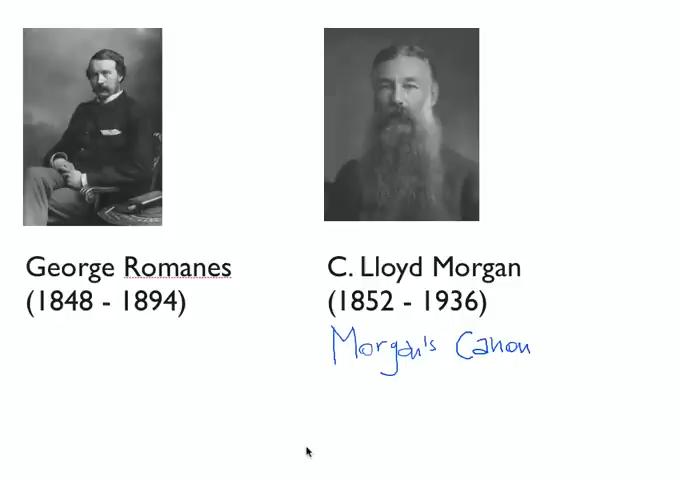 George Romanes
(1848 - 1894)
C. Lloyd Morgan
(1852 - 1936)
Morgan's Canon